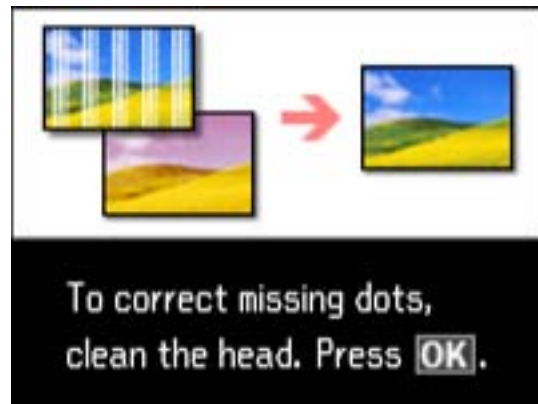 To correct missing dots,
clean the head. Press OK.